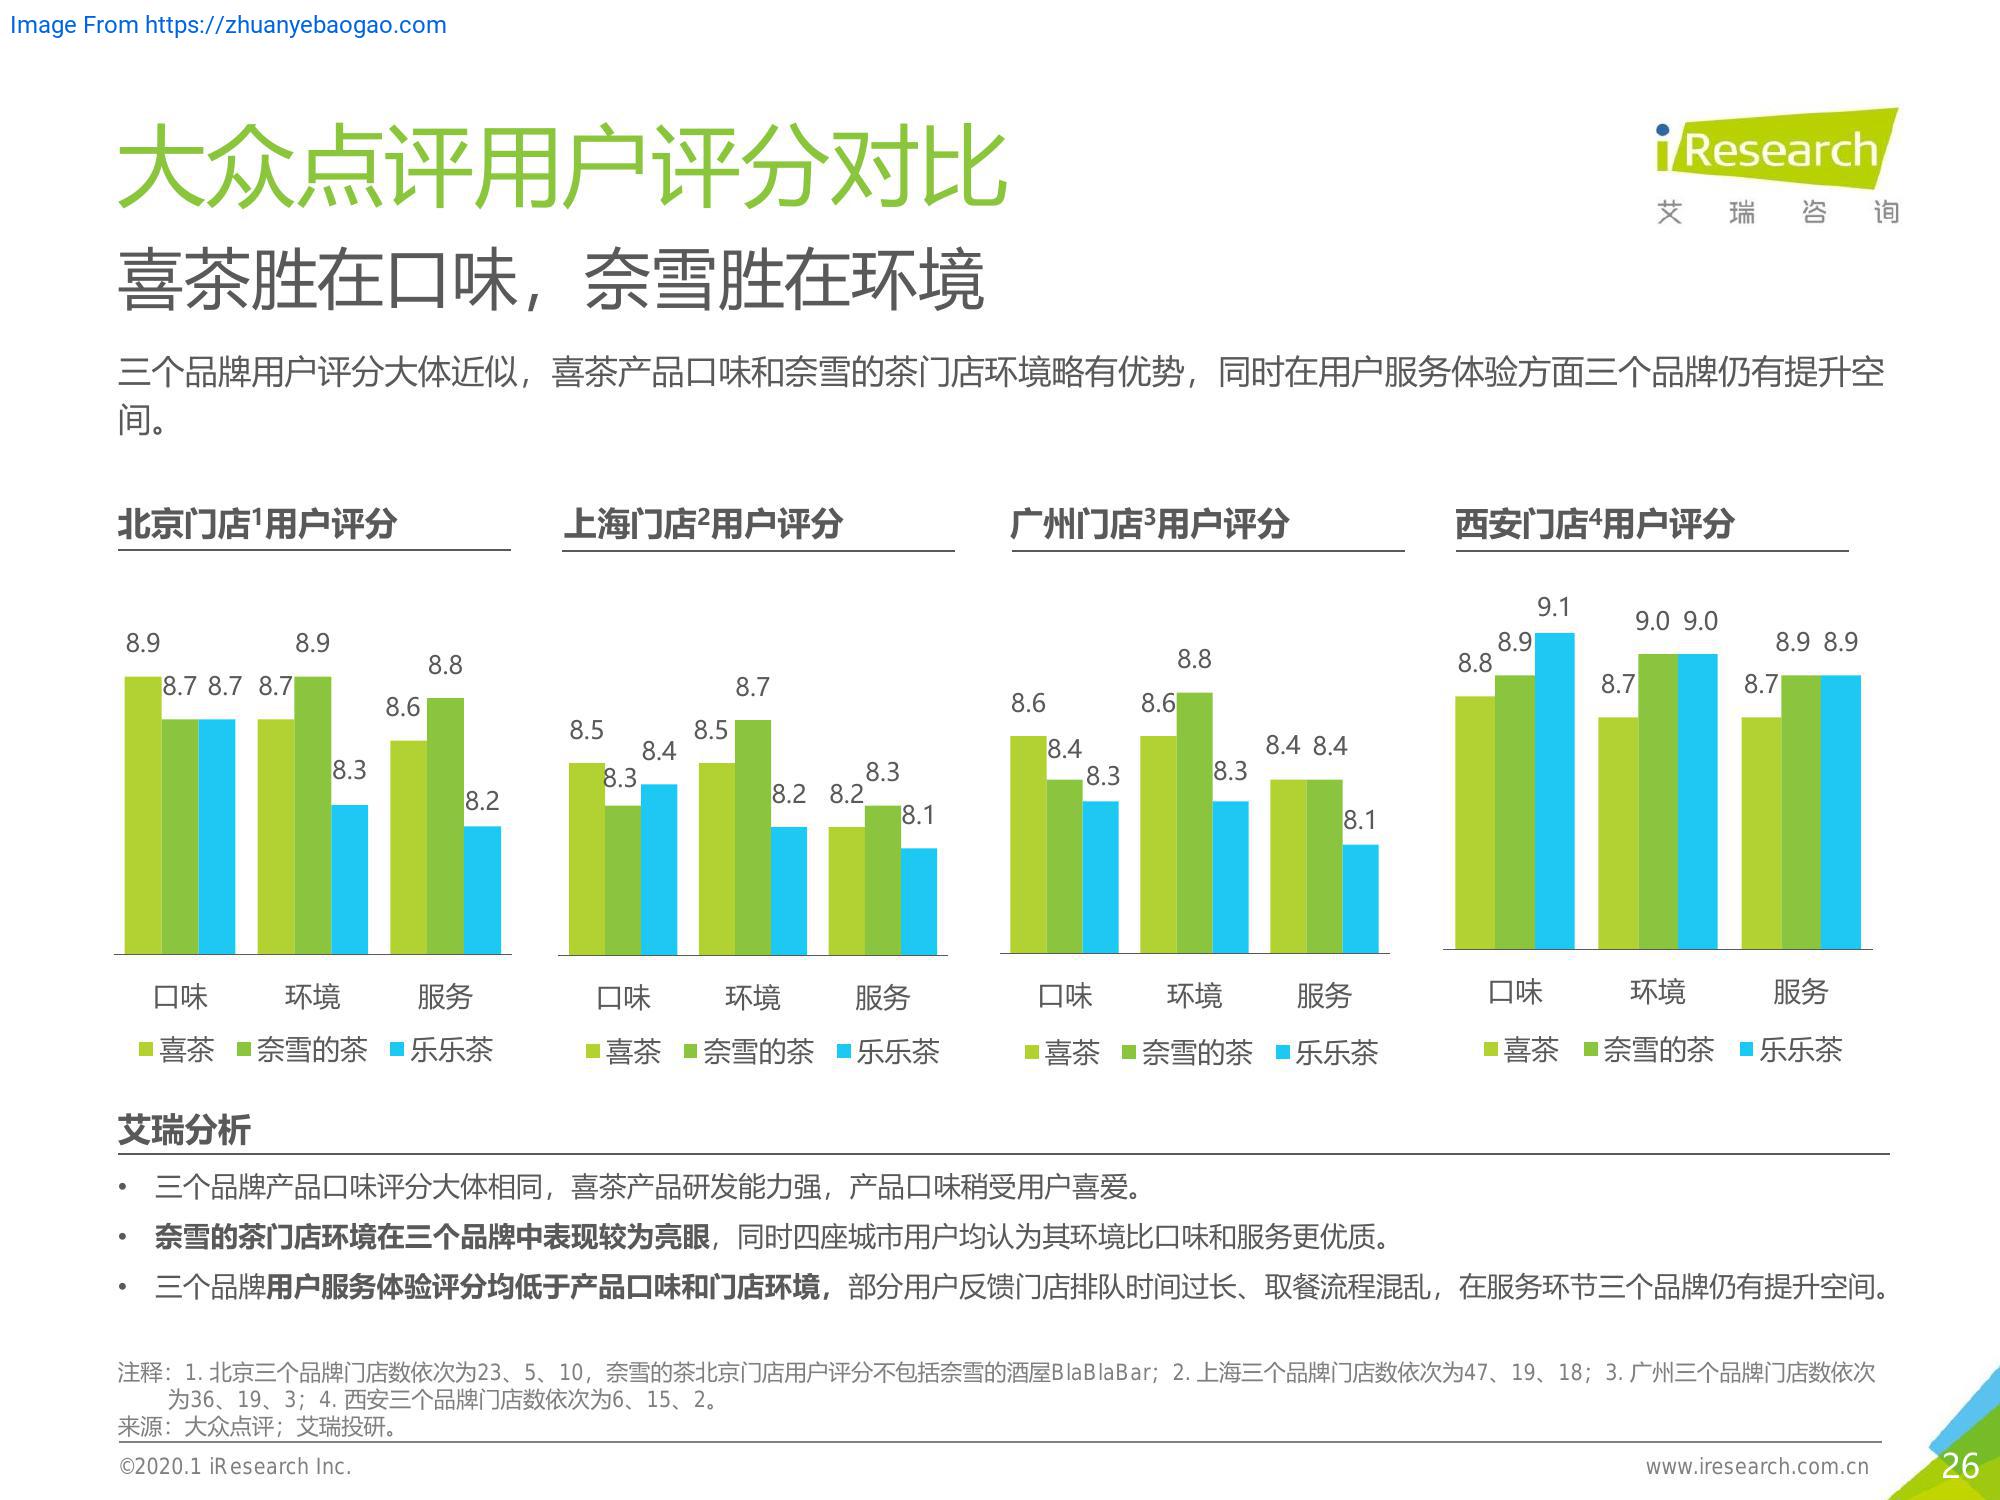 Image From https://zhuanyebaogao.com
大众点评用户评分对比
iResearch
艾瑞咨询
喜茶胜在口味，奈雪胜在环境
三个品牌用户评分大体近似，喜茶产品口味和奈雪的茶门店环境略有优势，同时在用户服务体验方面三个品牌仍有提升空
间。
北京门店1用户评分
8.9 8.7 8.7 8.7 8.9 8.3 8.6 8.8 8.2
口味 环境 服务
喜茶 奈雪的茶 乐乐茶
上海门店2用户评分
8.5 8.3 8.4 8.5 8.7 8.2 8.2 8.3 8.1
口味 环境 服务
喜茶 奈雪的茶 乐乐茶
广州门店3用户评分
8.6 8.4 8.3 8.6 8.8 8.3 8.4 8.4 8.1
口味 环境 服务
喜茶 奈雪的茶 乐乐茶
西安门店4用户评分
8.8 8.9 9.1 8.7 9.0 9.0 8.7 8.9 8.9
口味 环境 服务
喜茶 奈雪的茶 乐乐茶
艾瑞分析
• 三个品牌产品口味评分大体相同，喜茶产品研发能力强，产品口味稍受用户喜爱。
• 奈雪的茶门店环境在三个品牌中表现较为亮眼，同时四座城市用户均认为其环境比口味和服务更优质。
• 三个品牌用户服务体验评分均低于产品口味和门店环境，部分用户反馈门店排队时间过长、取餐流程混乱，在服务环节三个品牌仍有提升空间。
注释：1. 北京三个品牌门店数依次为23、5、10，奈雪的茶北京门店用户评分不包括奈雪的酒屋BlaBlaBar；2. 上海三个品牌门店数依次为47、19、18；3. 广州三个品牌门店数依次
为36、19、3；4. 西安三个品牌门店数依次为6、15、2。
来源：大众点评；艾瑞投研。
©2020.1 iResearch Inc.
www.iresearch.com.cn
26